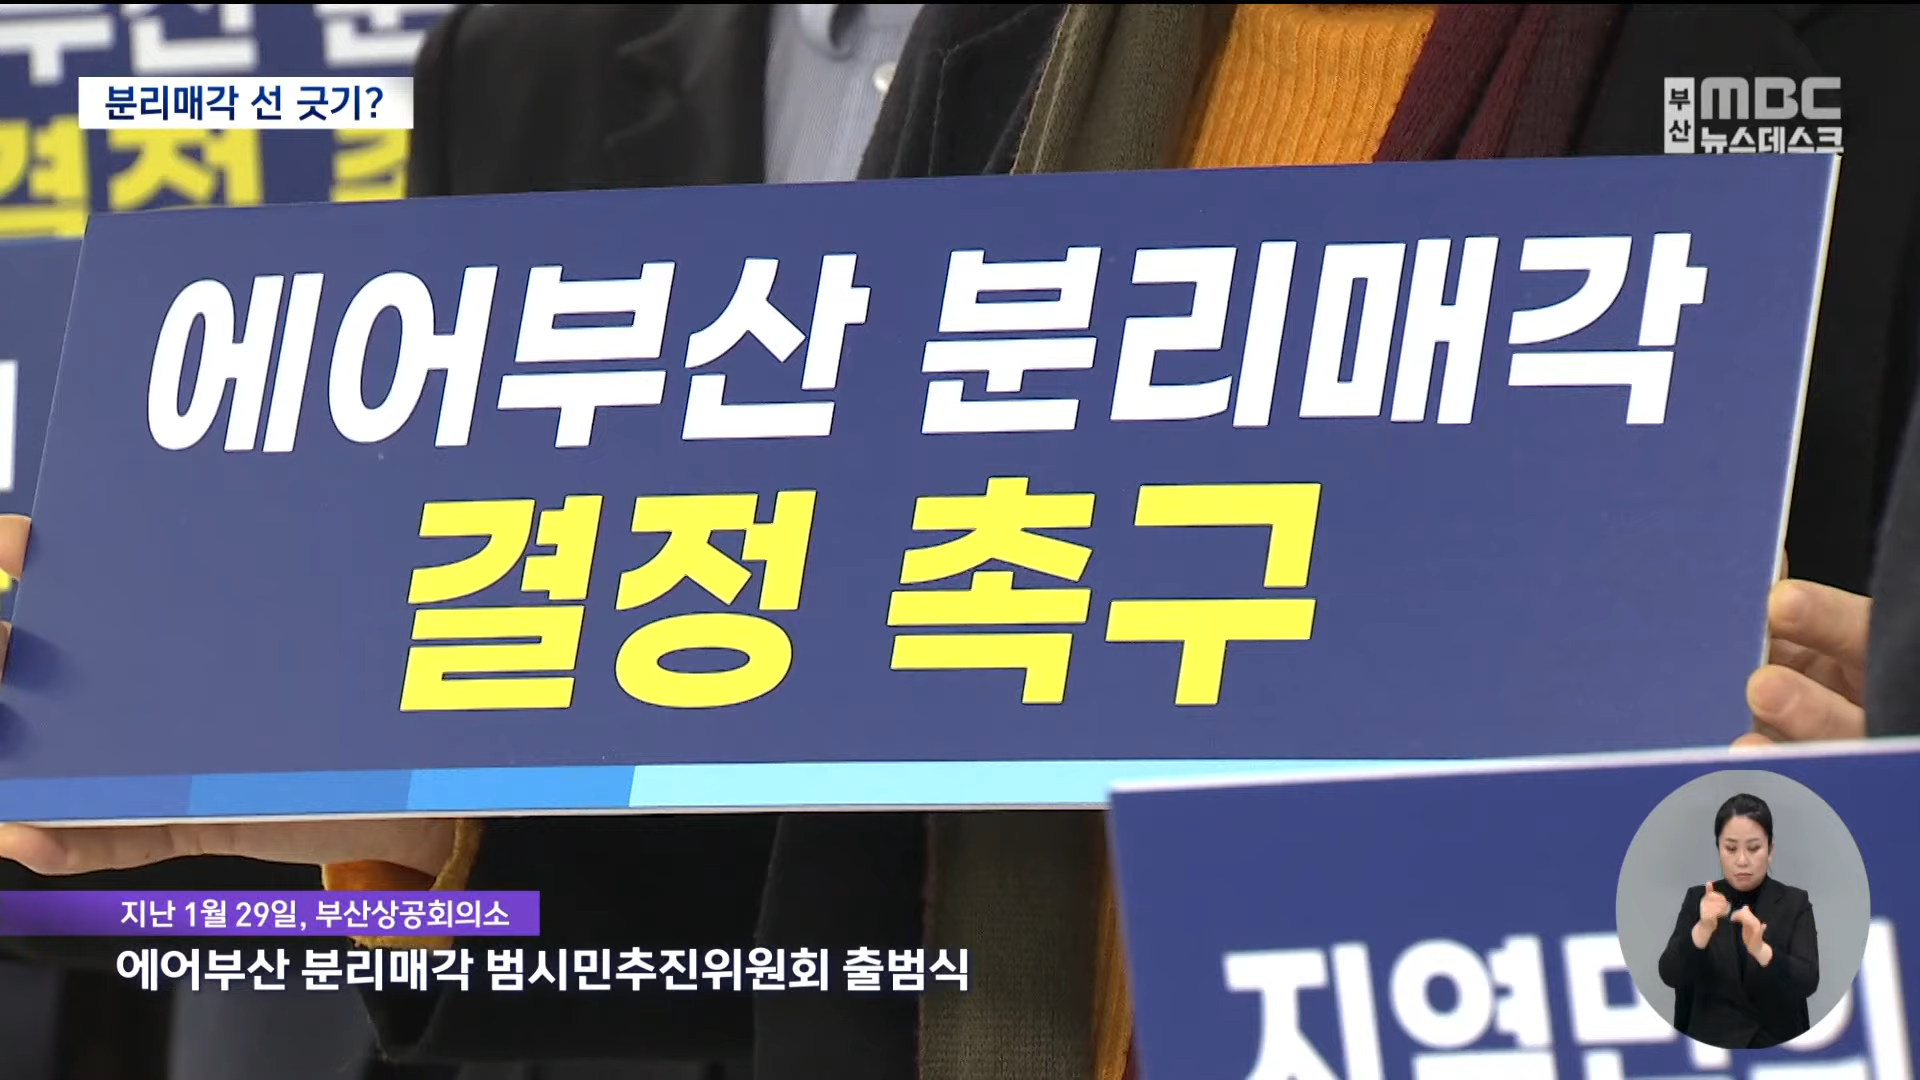 분리매각 선 긋기?
부산
MBC
뉴스데스크
에어부산 분리매각
결정 촉구
지난 1월 29일, 부산상공회의소
에어부산 분리매각 범시민추진위원회 출범식